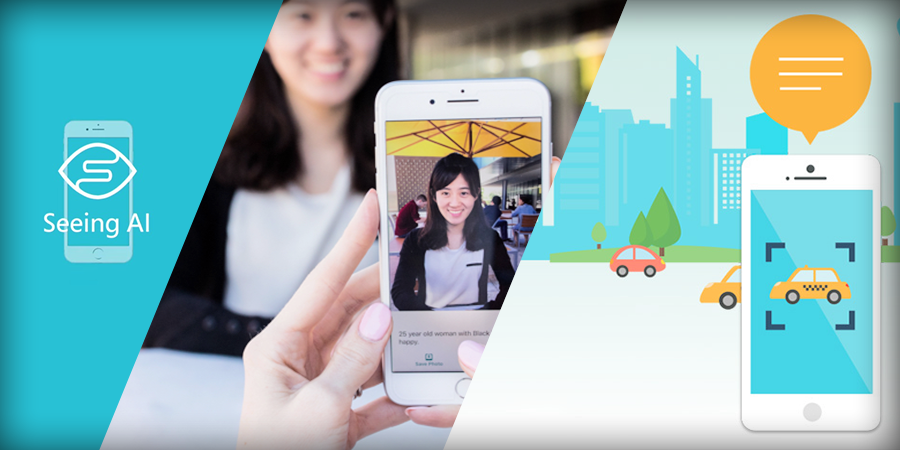 Seeing AI
25 year old woman with Black
happy.
Save Photo